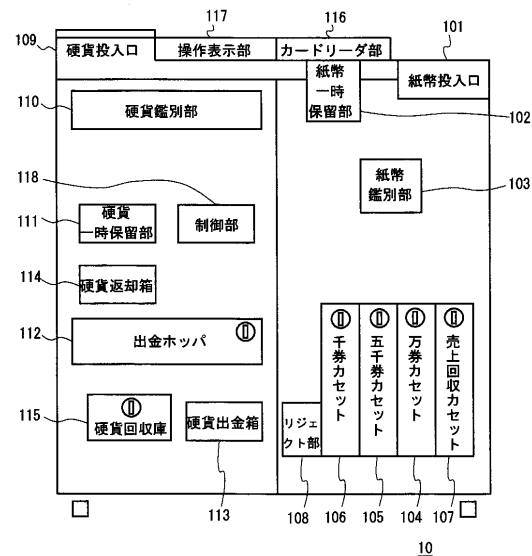 117
116
101
109
硬貨投入口
操作表示部
カードリーダ部
紙幣投入口
紙幣
一時
保留部
102
110
硬貨鑑別部
紙幣
鑑別部
103
118
111
硬貨
一時保留部
制御部
114
硬貨返却箱
112
出金ホッパ
千券カセット
五千券カセット
万券カセット
売上回収カセット
115
硬貨回収庫
硬貨出金箱
リジェ
クト部
113
108
106
105
104
107
10